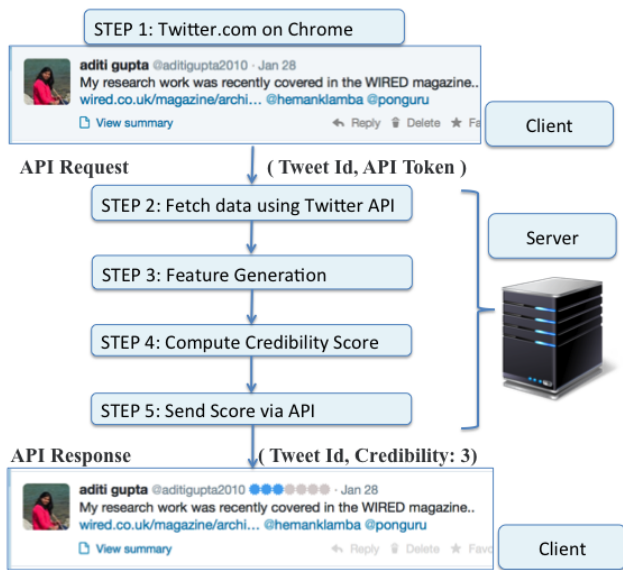 STEP 1: Twitter.com on Chrome
aditi gupta @aditigupta2010 · Jan 28
My research work was recently covered in the WIRED magazine..
wired.co.uk/magazine/archi... @hemanklamba @ponguru
View summary Reply Delete Fa
Client
API Request ( Tweet Id, API Token )
STEP 2: Fetch data using Twitter API
Server
STEP 3: Feature Generation
STEP 4: Compute Credibility Score
STEP 5: Send Score via API
API Response ( Tweet Id, Credibility: 3)
aditi gupta @aditigupta2010 · Jan 28
My research work was recently covered in the WIRED magazine..
wired.co.uk/magazine/archi... @hemanklamba @ponguru
View summary Reply Delete Favo
Client